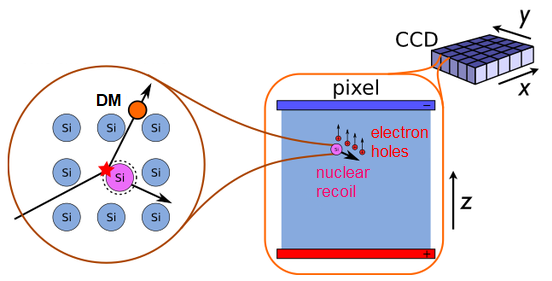 DM
Si Si Si
Si Si
Si Si Si
pixel
−
Si
electron
holes
nuclear
recoil
+
z
CCD
y
x